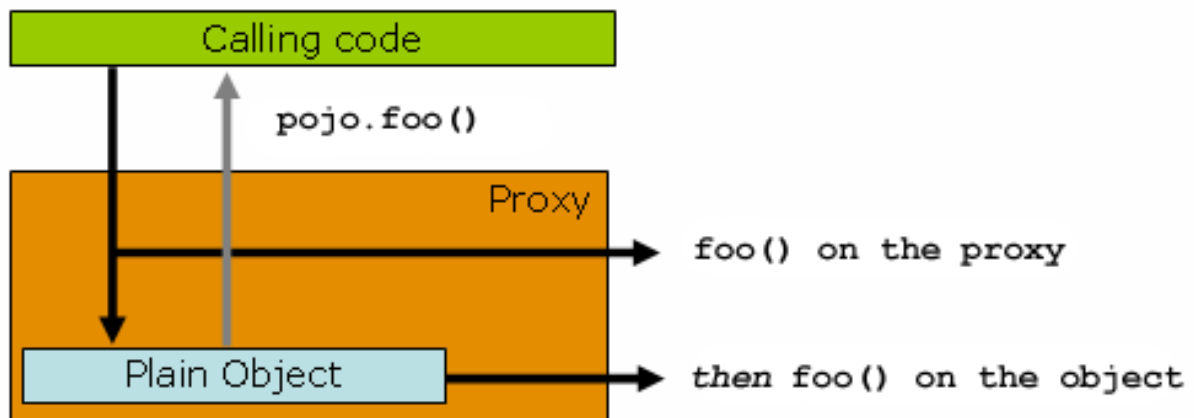 Calling code
pojo.foo()
Proxy
foo() on the proxy
Plain Object
then foo() on the object